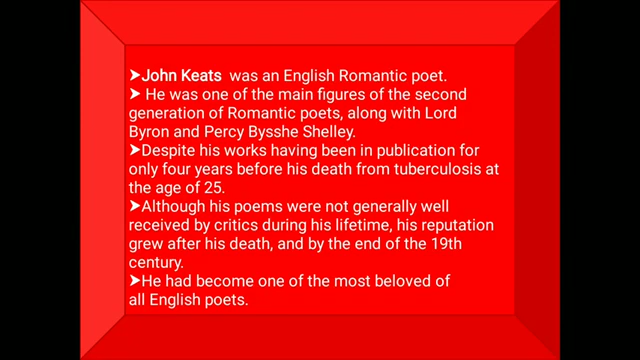 ➤John Keats was an English Romantic poet.
➤ He was one of the main figures of the second
generation of Romantic poets, along with Lord
Byron and Percy Bysshe Shelley.
➤Despite his works having been in publication for
only four years before his death from tuberculosis at
the age of 25.
➤Although his poems were not generally well
received by critics during his lifetime, his reputation
grew after his death, and by the end of the 19th
century.
➤He had become one of the most beloved of
all English poets.